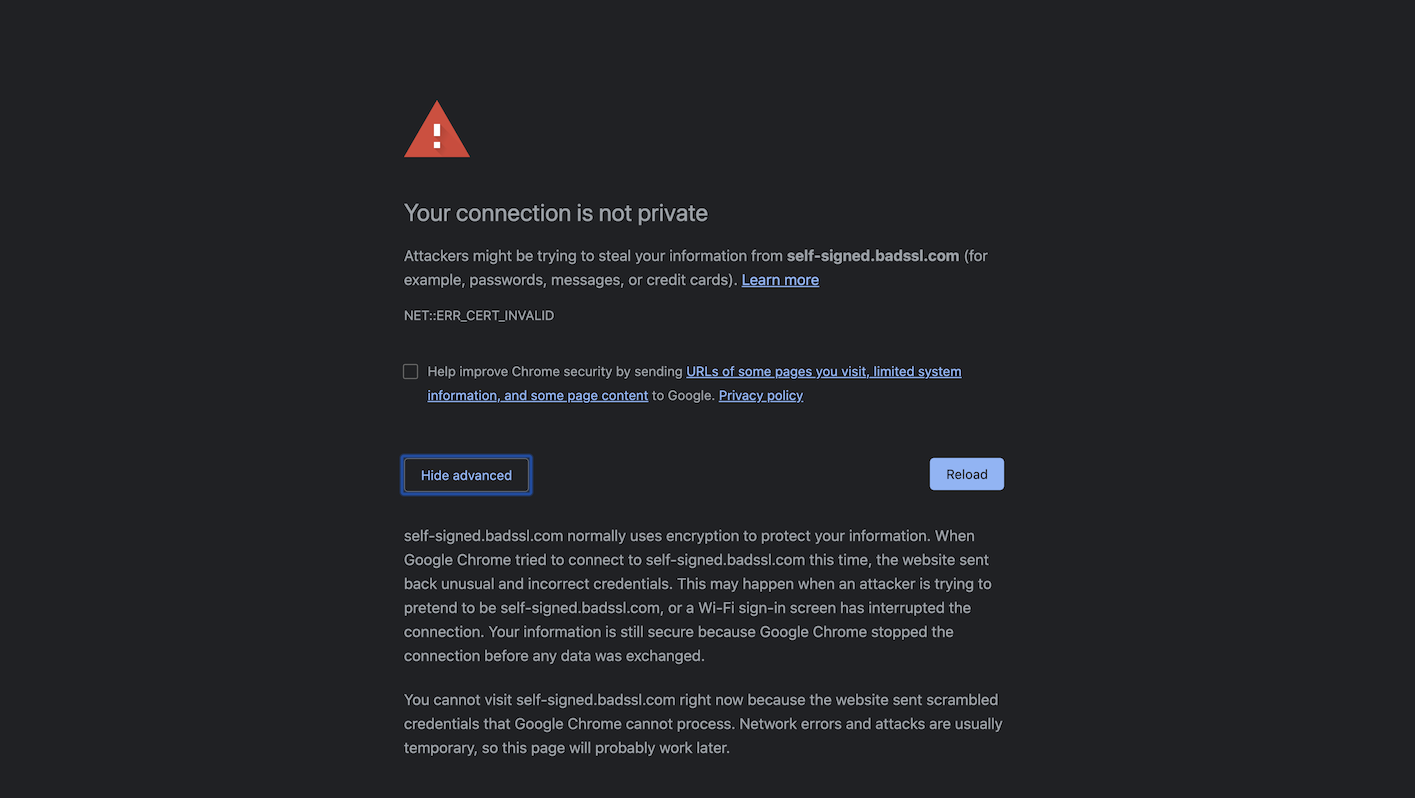 Your connection is not private
Attackers might be trying to steal your information from self-signed.badssl.com (for
example, passwords, messages, or credit cards). Learn more
NET::ERR_CERT_INVALID
Help improve Chrome security by sending URLs of some pages you visit, limited system
information, and some page content to Google. Privacy policy
Hide advanced
Reload
self-signed.badssl.com normally uses encryption to protect your information. When
Google Chrome tried to connect to self-signed.badssl.com this time, the website sent
back unusual and incorrect credentials. This may happen when an attacker is trying to
pretend to be self-signed.badssl.com, or a Wi-Fi sign-in screen has interrupted the
connection. Your information is still secure because Google Chrome stopped the
connection before any data was exchanged.
You cannot visit self-signed.badssl.com right now because the website sent scrambled
credentials that Google Chrome cannot process. Network errors and attacks are usually
temporary, so this page will probably work later.